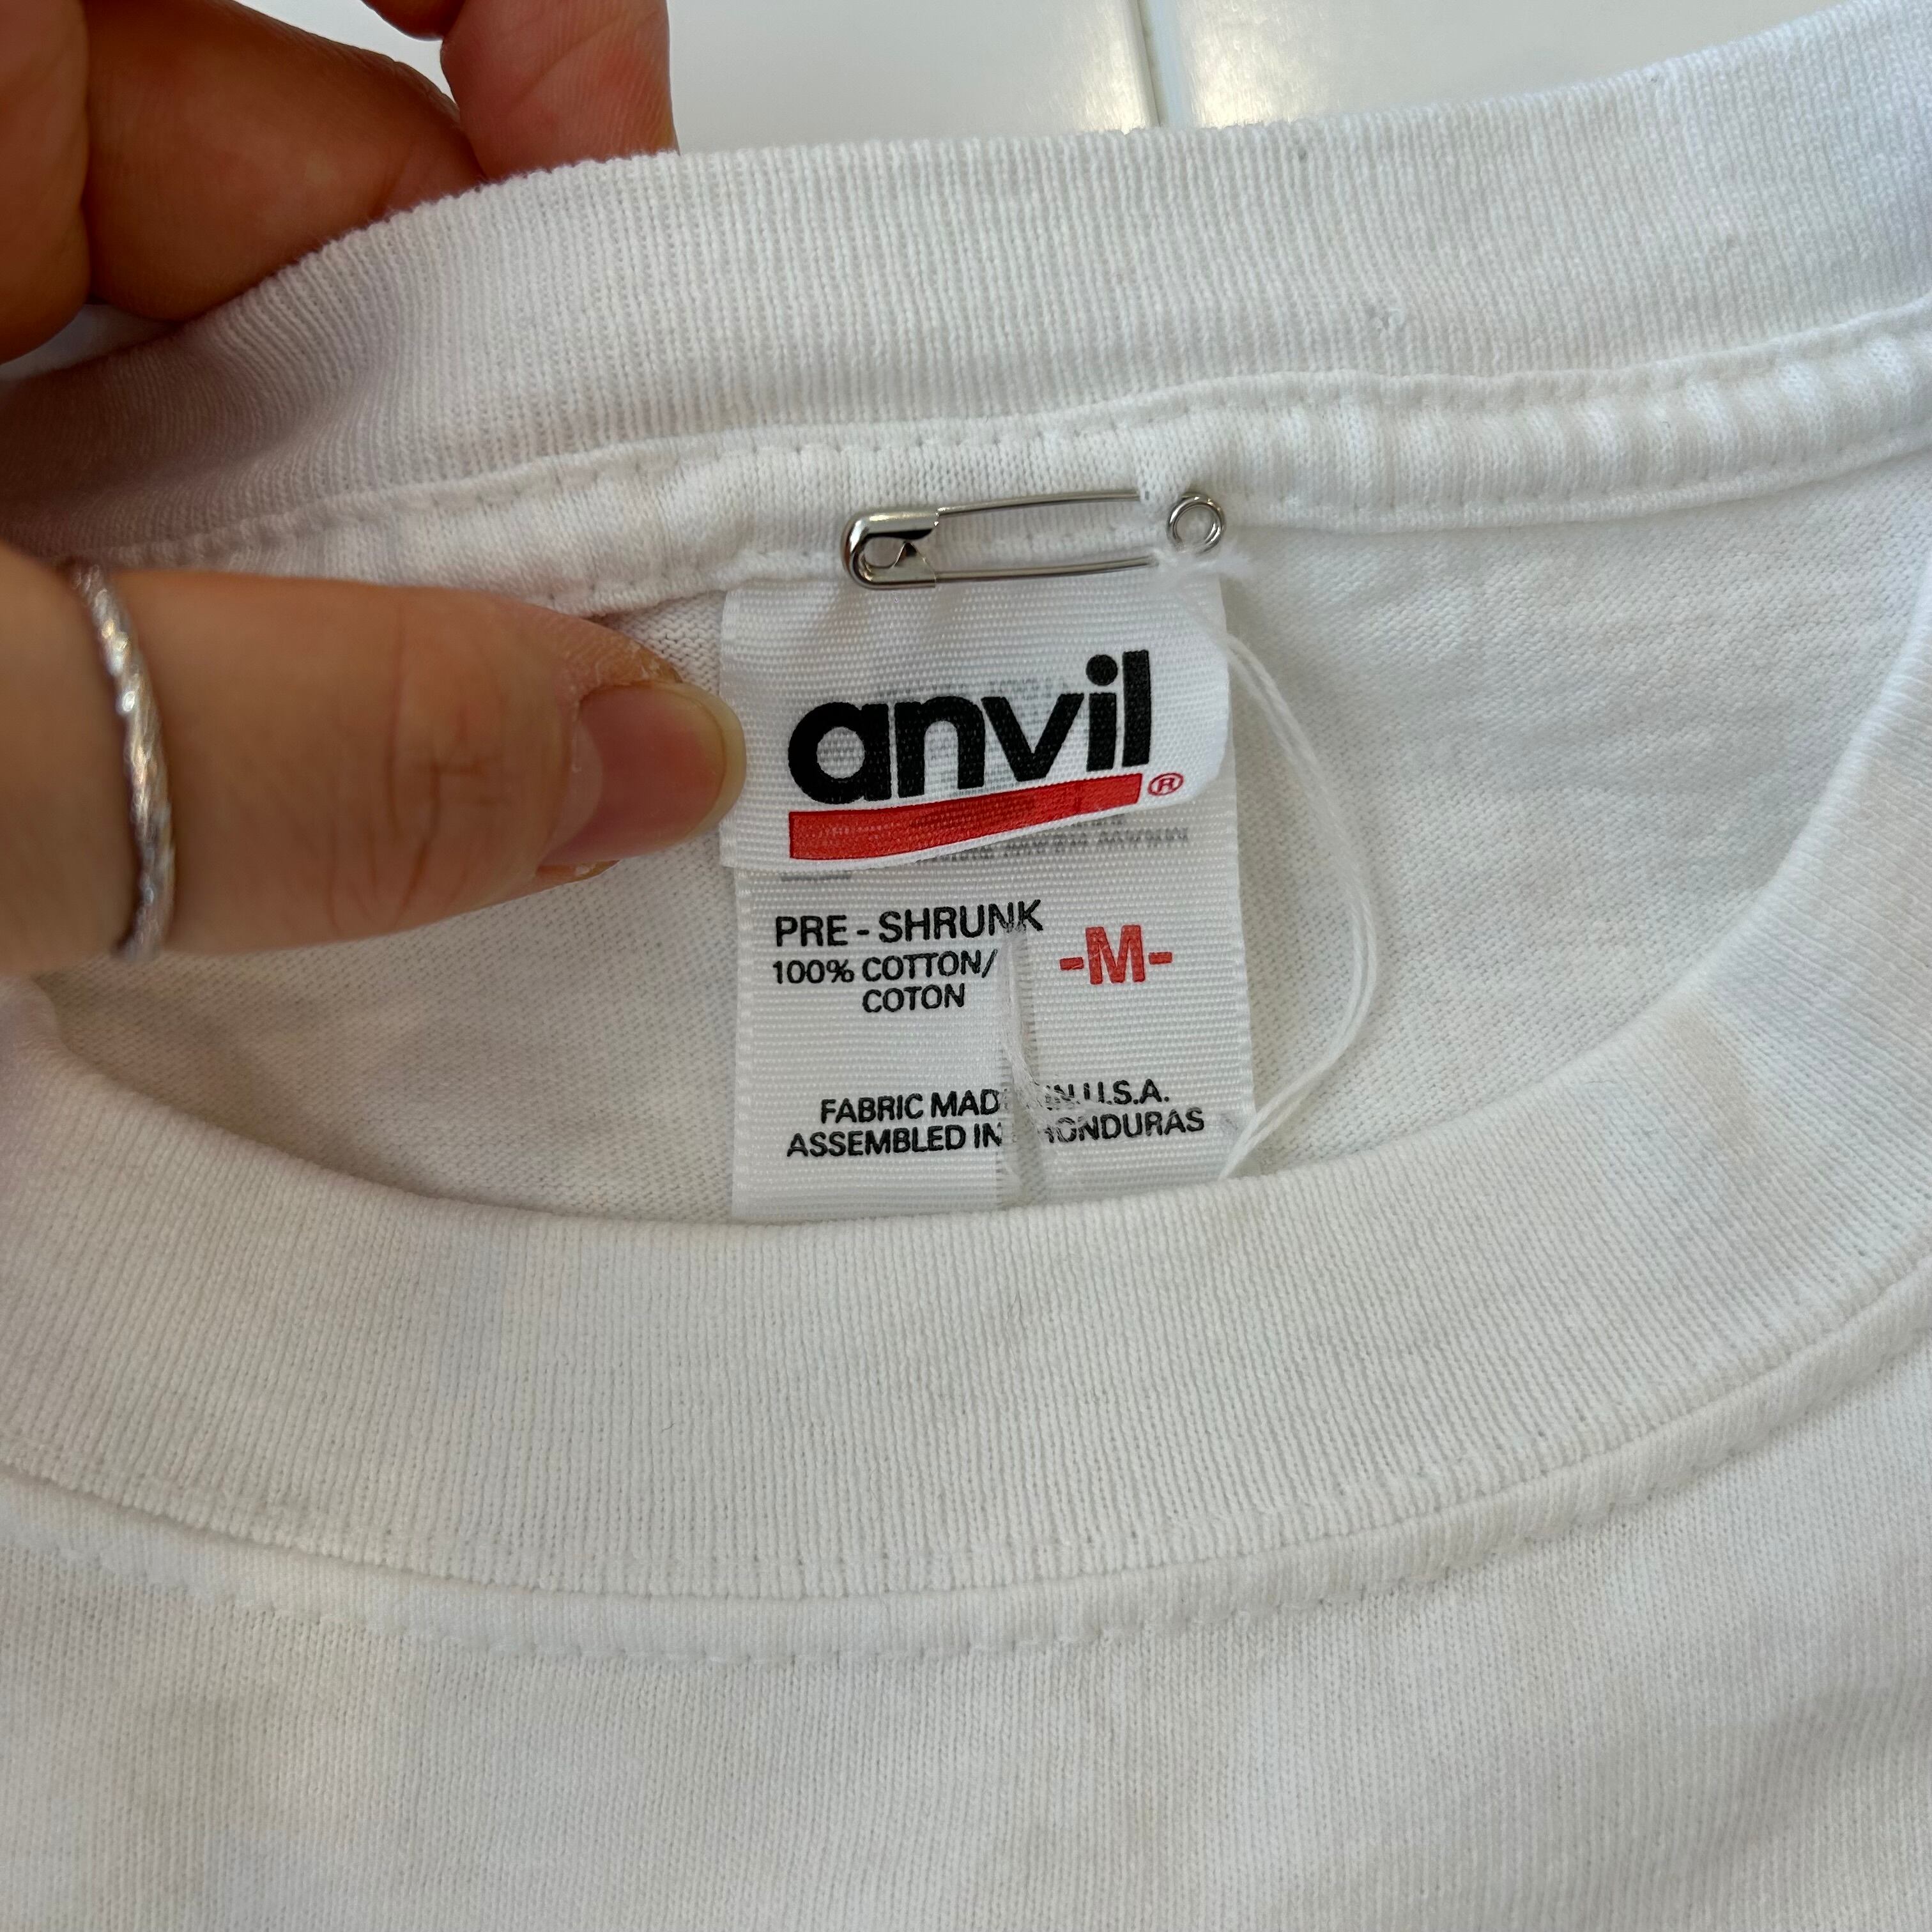 anvil®
PRE - SHRUNK
-M-
100% COTTON/
COTON
FABRIC MADE IN U.S.A.
ASSEMBLED IN HONDURAS